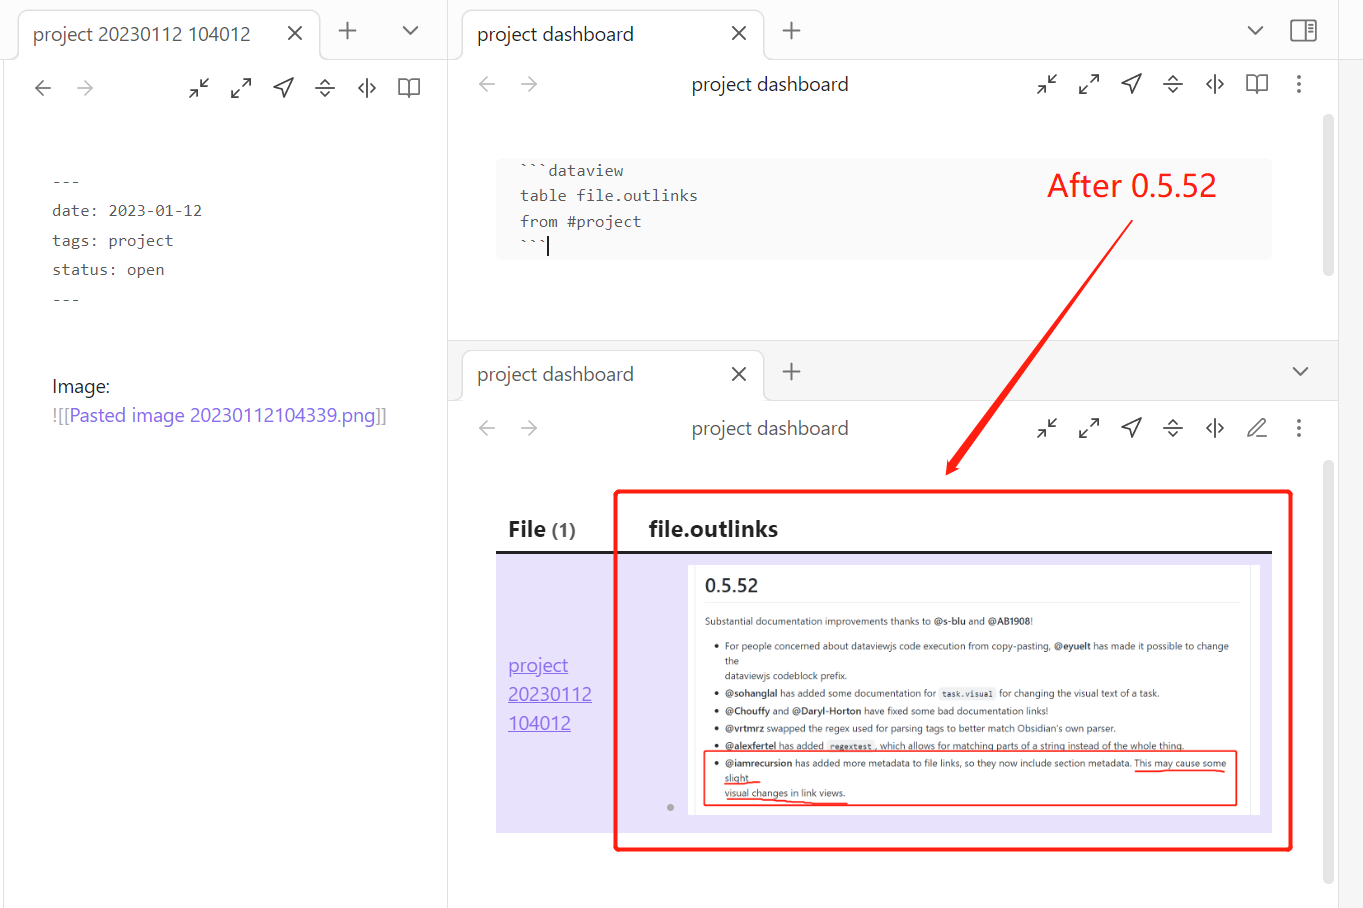 project 20230112 104012
---
date: 2023-01-12
tags: project
status: open
---
Image:
![[Pasted image 20230112104339.png]]
project dashboard
project dashboard
```dataview
table file.outlinks
from #project
```
After 0.5.52
project dashboard
project dashboard
File (1)
file.outlinks
project
20230112
104012
0.5.52
Substantial documentation improvements thanks to @s-blu and @AB1908!
For people concerned about dataviewjs code execution from copy-pasting, @eyuelt has made it possible to change
the
dataviewjs codeblock prefix.
@sohanglal has added some documentation for task.visual for changing the visual text of a task.
@Chouffy and @Daryl-Horton have fixed some bad documentation links!
@vrtmrz swapped the regex used for parsing tags to better match Obsidian's own parser.
@alexfertel has added regextest, which allows for matching parts of a string instead of the whole thing.
@iamrecursion has added more metadata to file links, so they now include section metadata. This may cause some
slight
visual changes in link views.